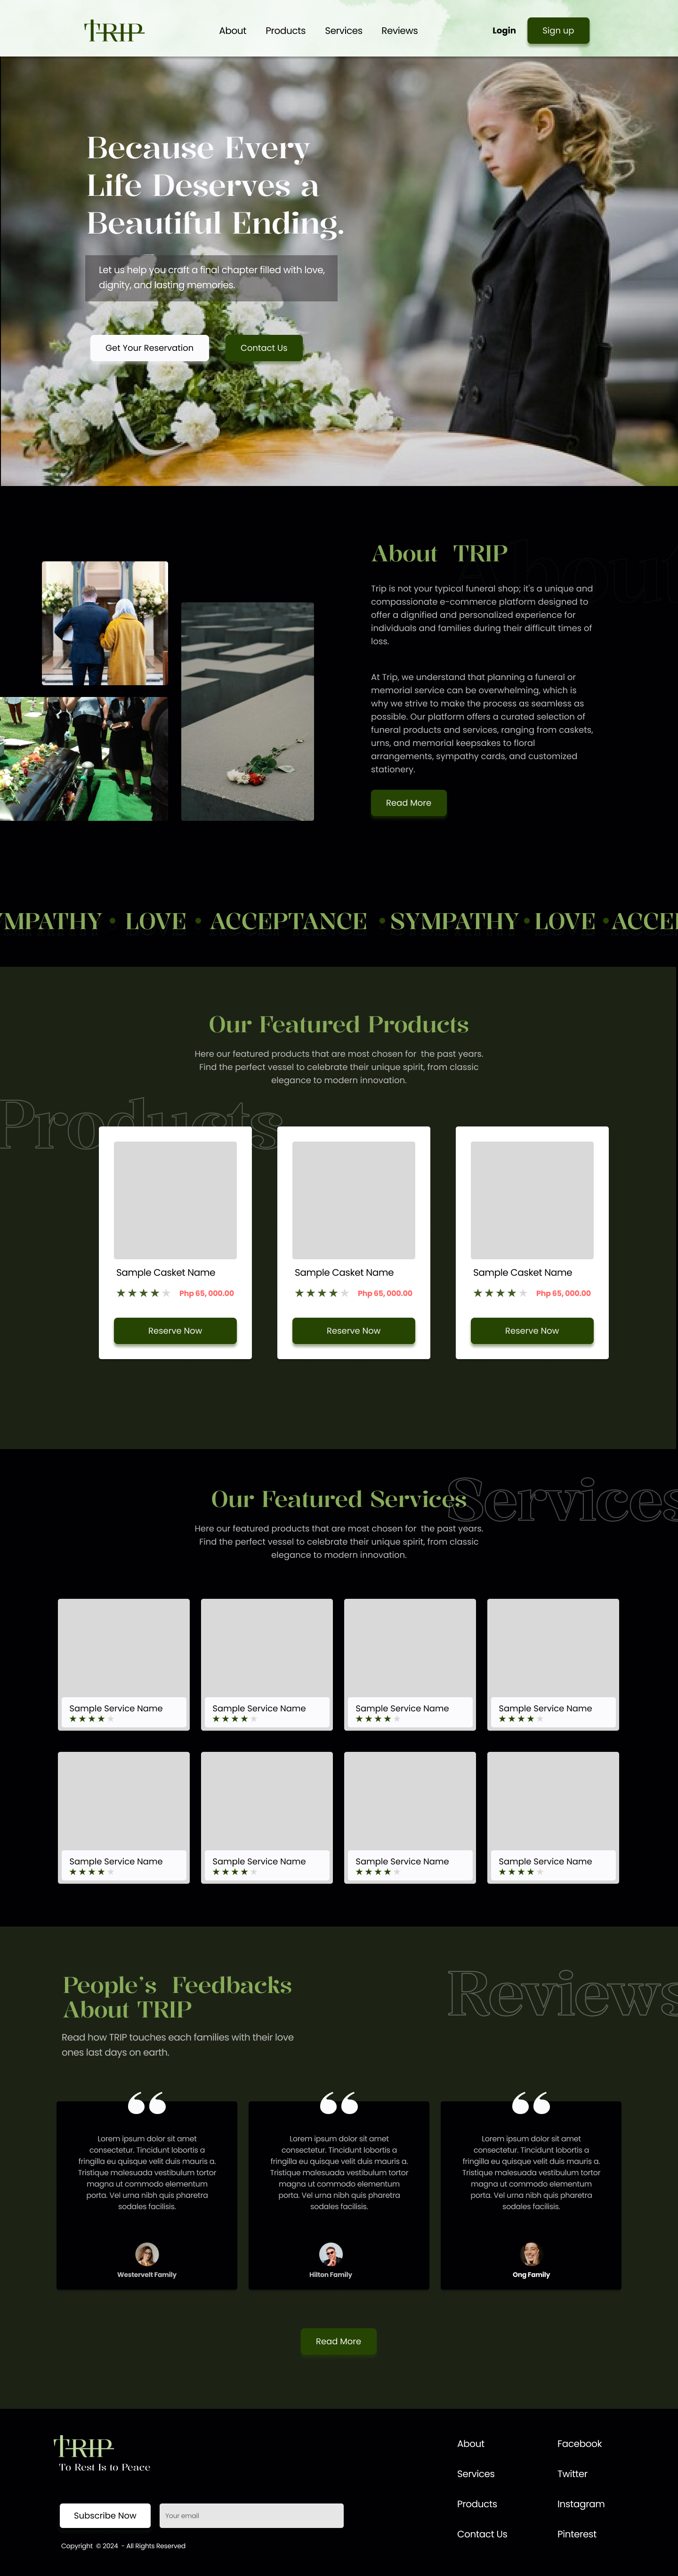 TRIP
About Products Services Reviews
Login Sign up
Because Every
Life Deserves a
Beautiful Ending.
Let us help you craft a final chapter filled with love,
dignity, and lasting memories.
Get Your Reservation Contact Us
About TRIP
About
Trip is not your typical funeral shop; it's a unique and
compassionate e-commerce platform designed to
offer a dignified and personalized experience for
individuals and families during their difficult times of
loss.
At Trip, we understand that planning a funeral or
memorial service can be overwhelming, which is
why we strive to make the process as seamless as
possible. Our platform offers a curated selection of
funeral products and services, ranging from caskets,
urns, and memorial keepsakes to floral
arrangements, sympathy cards, and customized
stationery.
Read More
YMPATHY • LOVE • ACCEPTANCE • SYMPATHY • LOVE • ACCE
Our Featured Products
Here our featured products that are most chosen for the past years.
Find the perfect vessel to celebrate their unique spirit, from classic
elegance to modern innovation.
Products
Sample Casket Name
Php 65, 000.00
Reserve Now
Sample Casket Name
Php 65, 000.00
Reserve Now
Sample Casket Name
Php 65, 000.00
Reserve Now
Our Featured Services
Services
Here our featured products that are most chosen for the past years.
Find the perfect vessel to celebrate their unique spirit, from classic
elegance to modern innovation.
Sample Service Name
Sample Service Name
Sample Service Name
Sample Service Name
Sample Service Name
Sample Service Name
Sample Service Name
Sample Service Name
People's Feedbacks
About TRIP
Reviews
Read how TRIP touches each families with their love
ones last days on earth.
“
Lorem ipsum dolor sit amet
consectetur. Tincidunt lobortis a
fringilla eu quisque velit duis mauris a.
Tristique malesuada vestibulum tortor
magna ut commodo elementum
porta. Vel urna nibh quis pharetra
sodales facilisis.
Westervelt Family
“
Lorem ipsum dolor sit amet
consectetur. Tincidunt lobortis a
fringilla eu quisque velit duis mauris a.
Tristique malesuada vestibulum tortor
magna ut commodo elementum
porta. Vel urna nibh quis pharetra
sodales facilisis.
Hilton Family
“
Lorem ipsum dolor sit amet
consectetur. Tincidunt lobortis a
fringilla eu quisque velit duis mauris a.
Tristique malesuada vestibulum tortor
magna ut commodo elementum
porta. Vel urna nibh quis pharetra
sodales facilisis.
Ong Family
Read More
TRIP
To Rest Is to Peace
Subscribe Now Your email
Copyright © 2024 - All Rights Reserved
About Facebook
Services Twitter
Products Instagram
Contact Us Pinterest